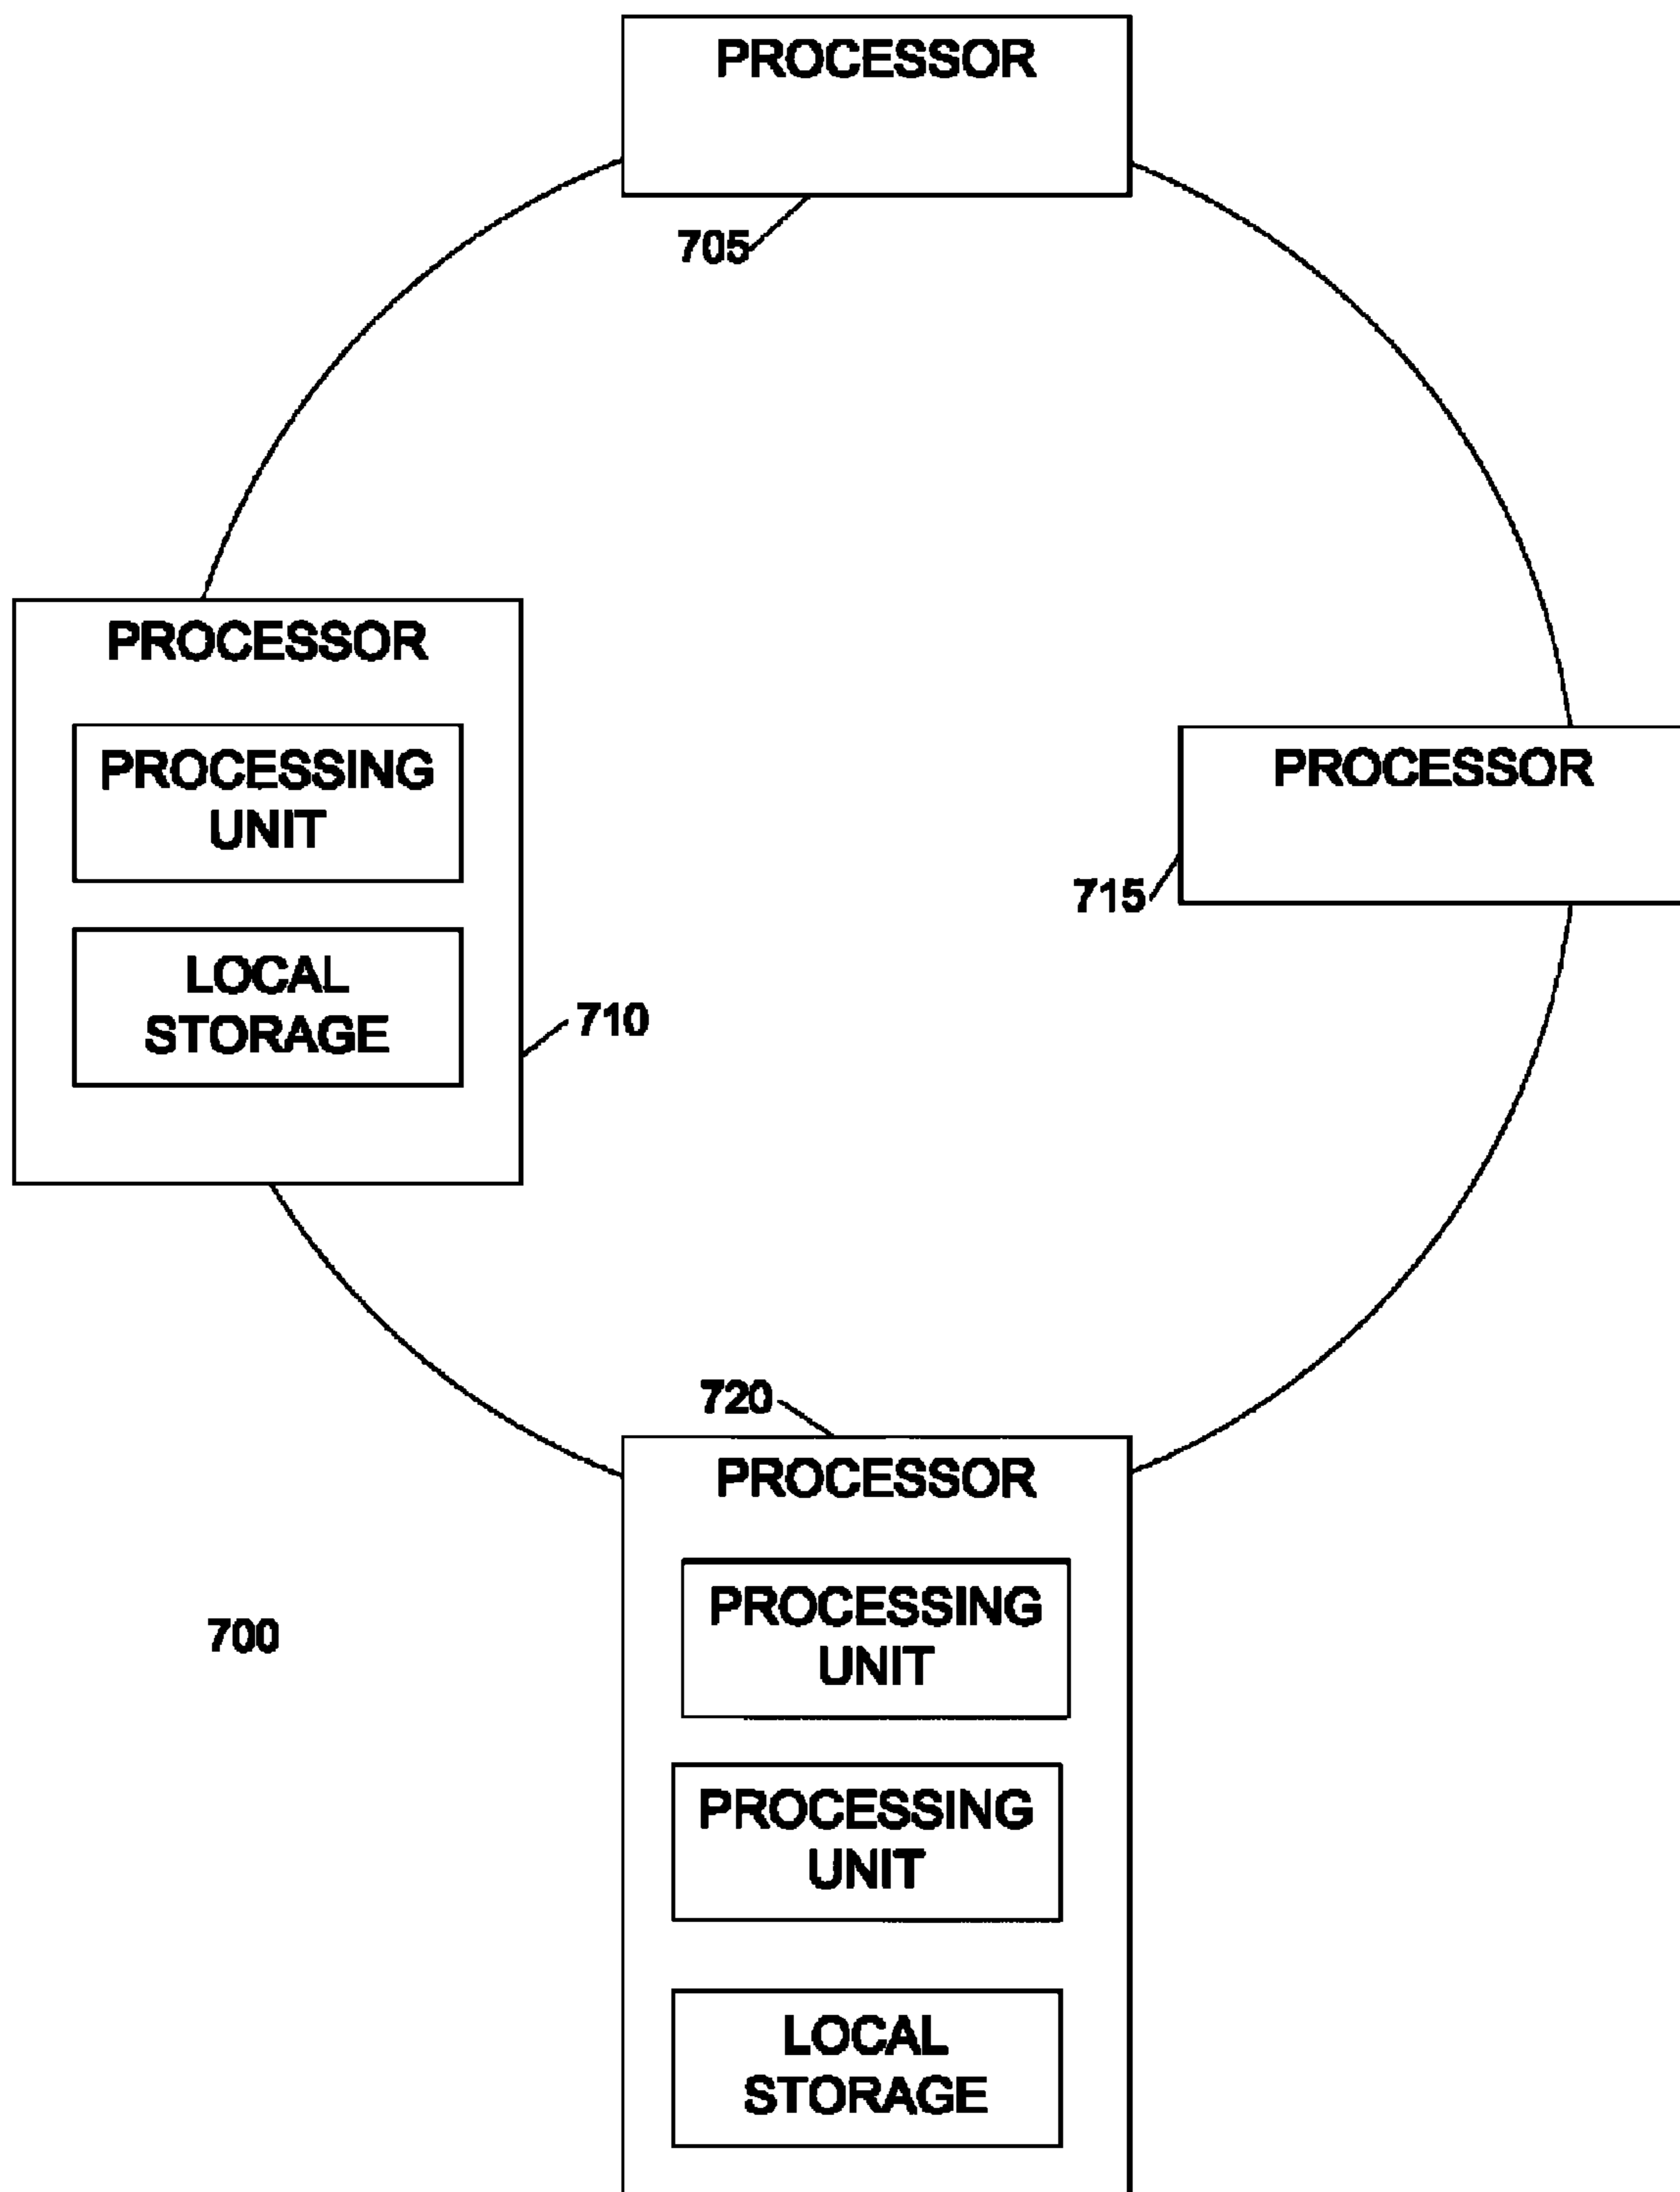 PROCESSOR
705
PROCESSOR
PROCESSING
UNIT
LOCAL
STORAGE
710
PROCESSOR
715
720
PROCESSOR
PROCESSING
UNIT
PROCESSING
UNIT
LOCAL
STORAGE
700